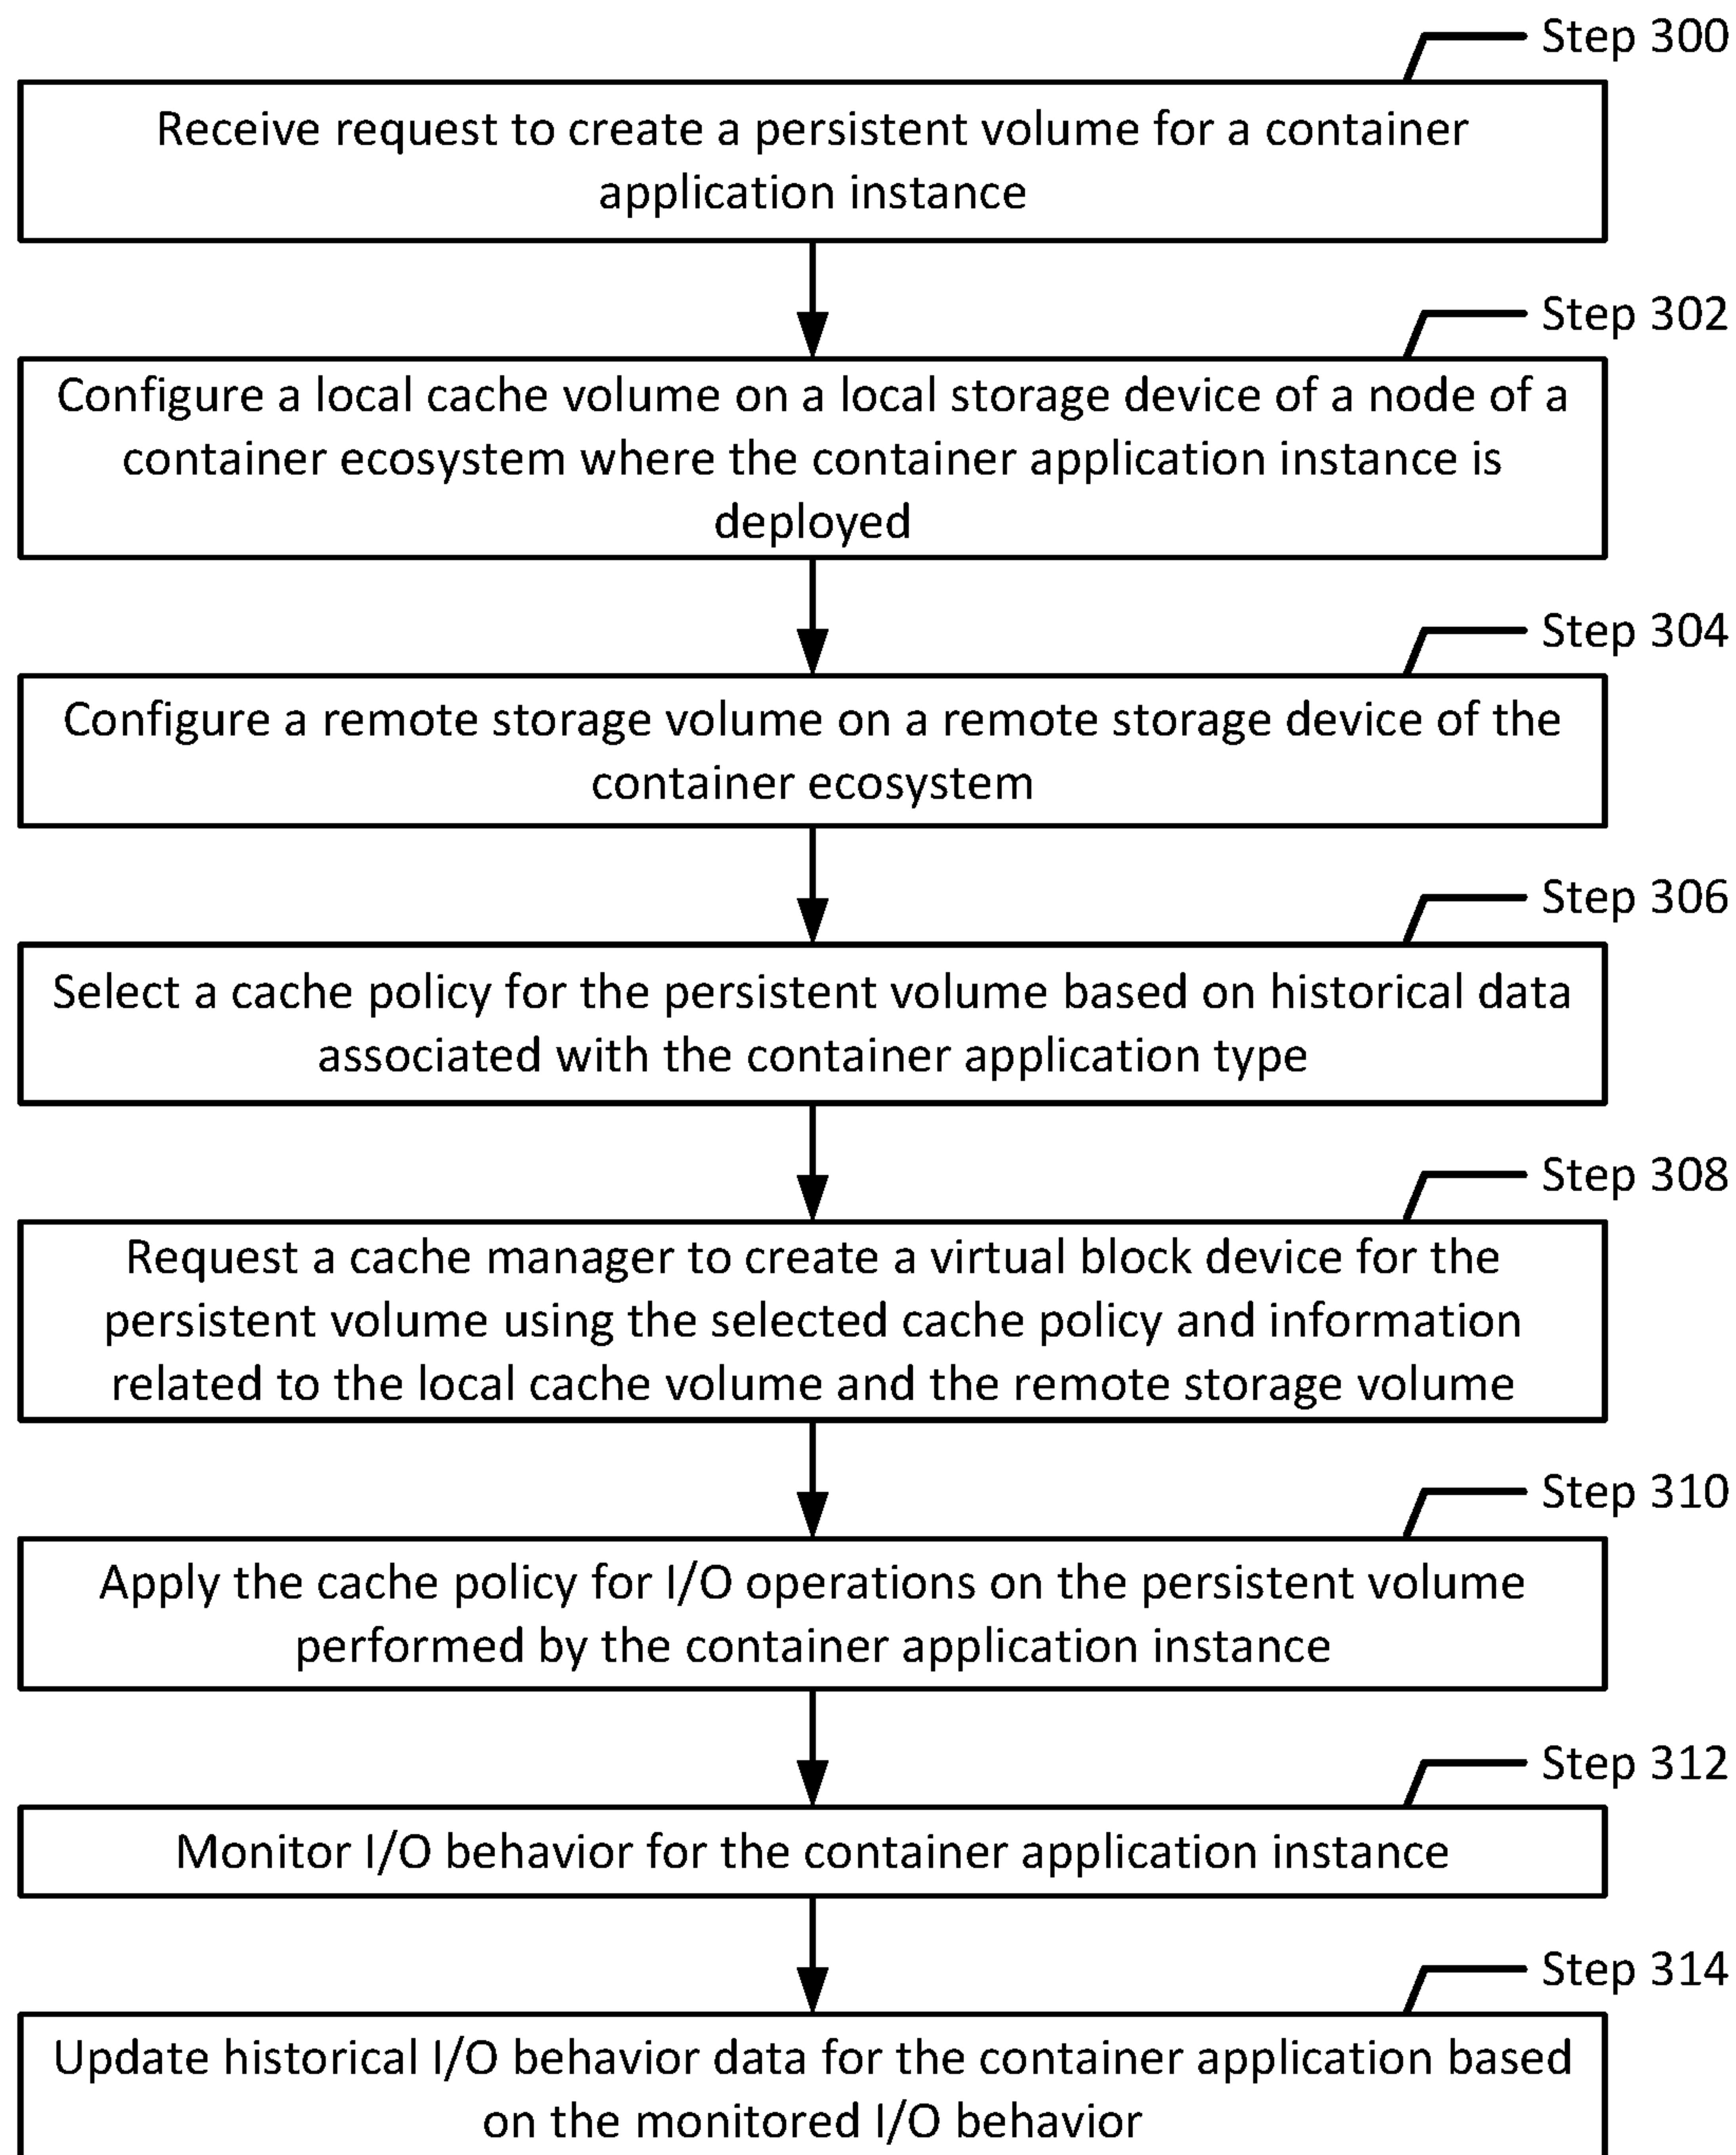 Step 300
Receive request to create a persistent volume for a container
application instance
Step 302
Configure a local cache volume on a local storage device of a node of a
container ecosystem where the container application instance is
deployed
Step 304
Configure a remote storage volume on a remote storage device of the
container ecosystem
Step 306
Select a cache policy for the persistent volume based on historical data
associated with the container application type
Step 308
Request a cache manager to create a virtual block device for the
persistent volume using the selected cache policy and information
related to the local cache volume and the remote storage volume
Step 310
Apply the cache policy for I/O operations on the persistent volume
performed by the container application instance
Step 312
Monitor I/O behavior for the container application instance
Step 314
Update historical I/O behavior data for the container application based
on the monitored I/O behavior